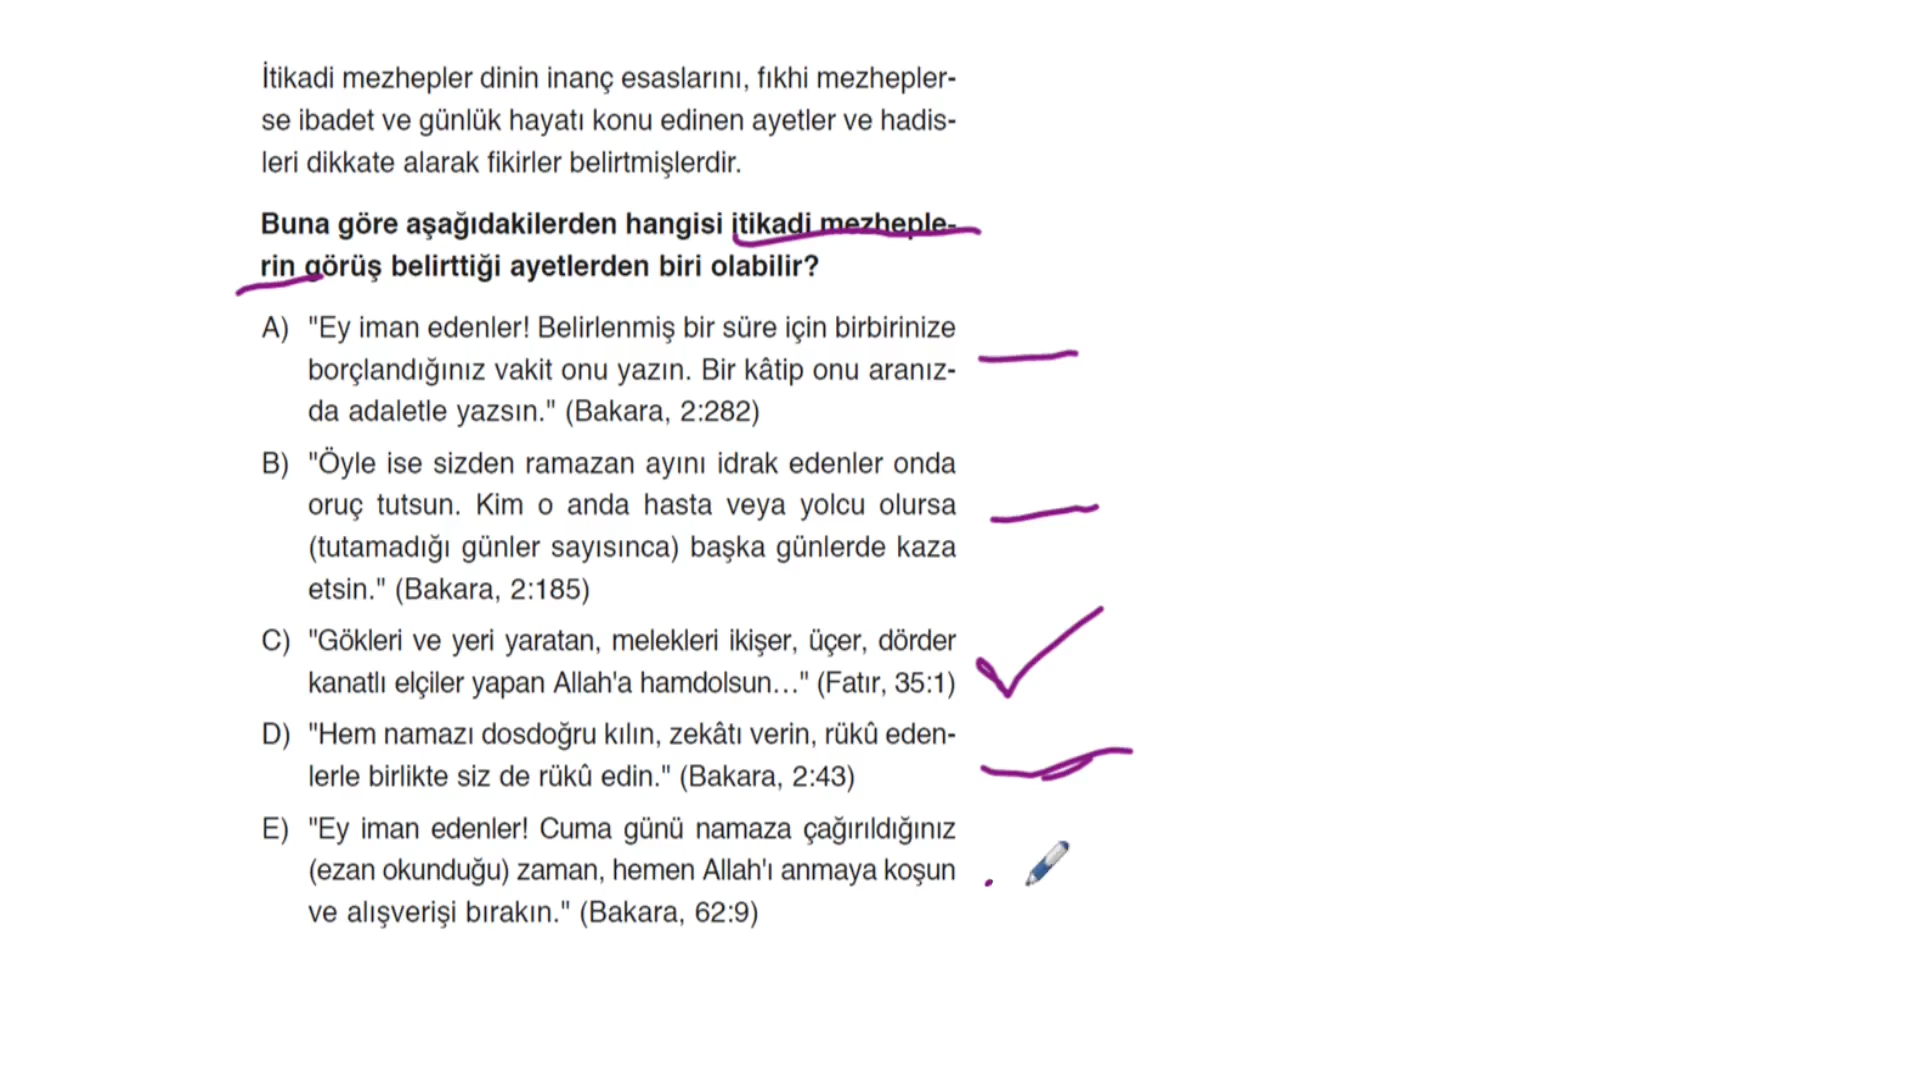 İtikadi mezhepler dinin inanç esaslarını, fıkhi mezhepler-
se ibadet ve günlük hayatı konu edinen ayetler ve hadis-
leri dikkate alarak fikirler belirtmişlerdir.
Buna göre aşağıdakilerden hangisi itikadi mezheple-
rin görüş belirttiği ayetlerden biri olabilir?
A) "Ey iman edenler! Belirlenmiş bir süre için birbirinize
borçlandığınız vakit onu yazın. Bir kâtip onu aranız-
da adaletle yazsın." (Bakara, 2:282)
B) "Öyle ise sizden ramazan ayını idrak edenler onda
oruç tutsun. Kim o anda hasta veya yolcu olursa
(tutamadığı günler sayısınca) başka günlerde kaza
etsin." (Bakara, 2:185)
C) "Gökleri ve yeri yaratan, melekleri ikişer, üçer, dörder
kanatlı elçiler yapan Allah'a hamdolsun..." (Fatır, 35:1)
D) "Hem namazı dosdoğru kılın, zekâtı verin, rükû eden-
lerle birlikte siz de rükû edin." (Bakara, 2:43)
E) "Ey iman edenler! Cuma günü namaza çağırıldığınız
(ezan okunduğu) zaman, hemen Allah'ı anmaya koşun
ve alışverişi bırakın." (Bakara, 62:9)